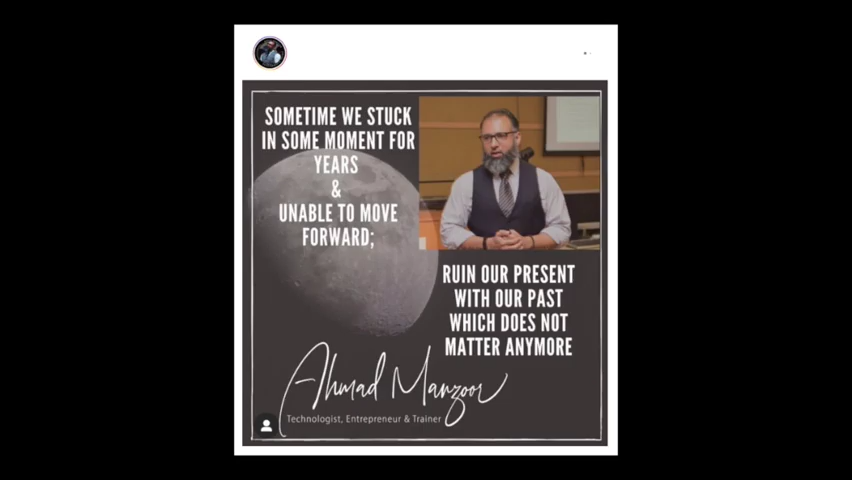 SOMETIME WE STUCK
IN SOME MOMENT FOR
YEARS
&
UNABLE TO MOVE
FORWARD;
RUIN OUR PRESENT
WITH OUR PAST
WHICH DOES NOT
MATTER ANYMORE
Ahmad Manzoor
Technologist, Entrepreneur & Trainer